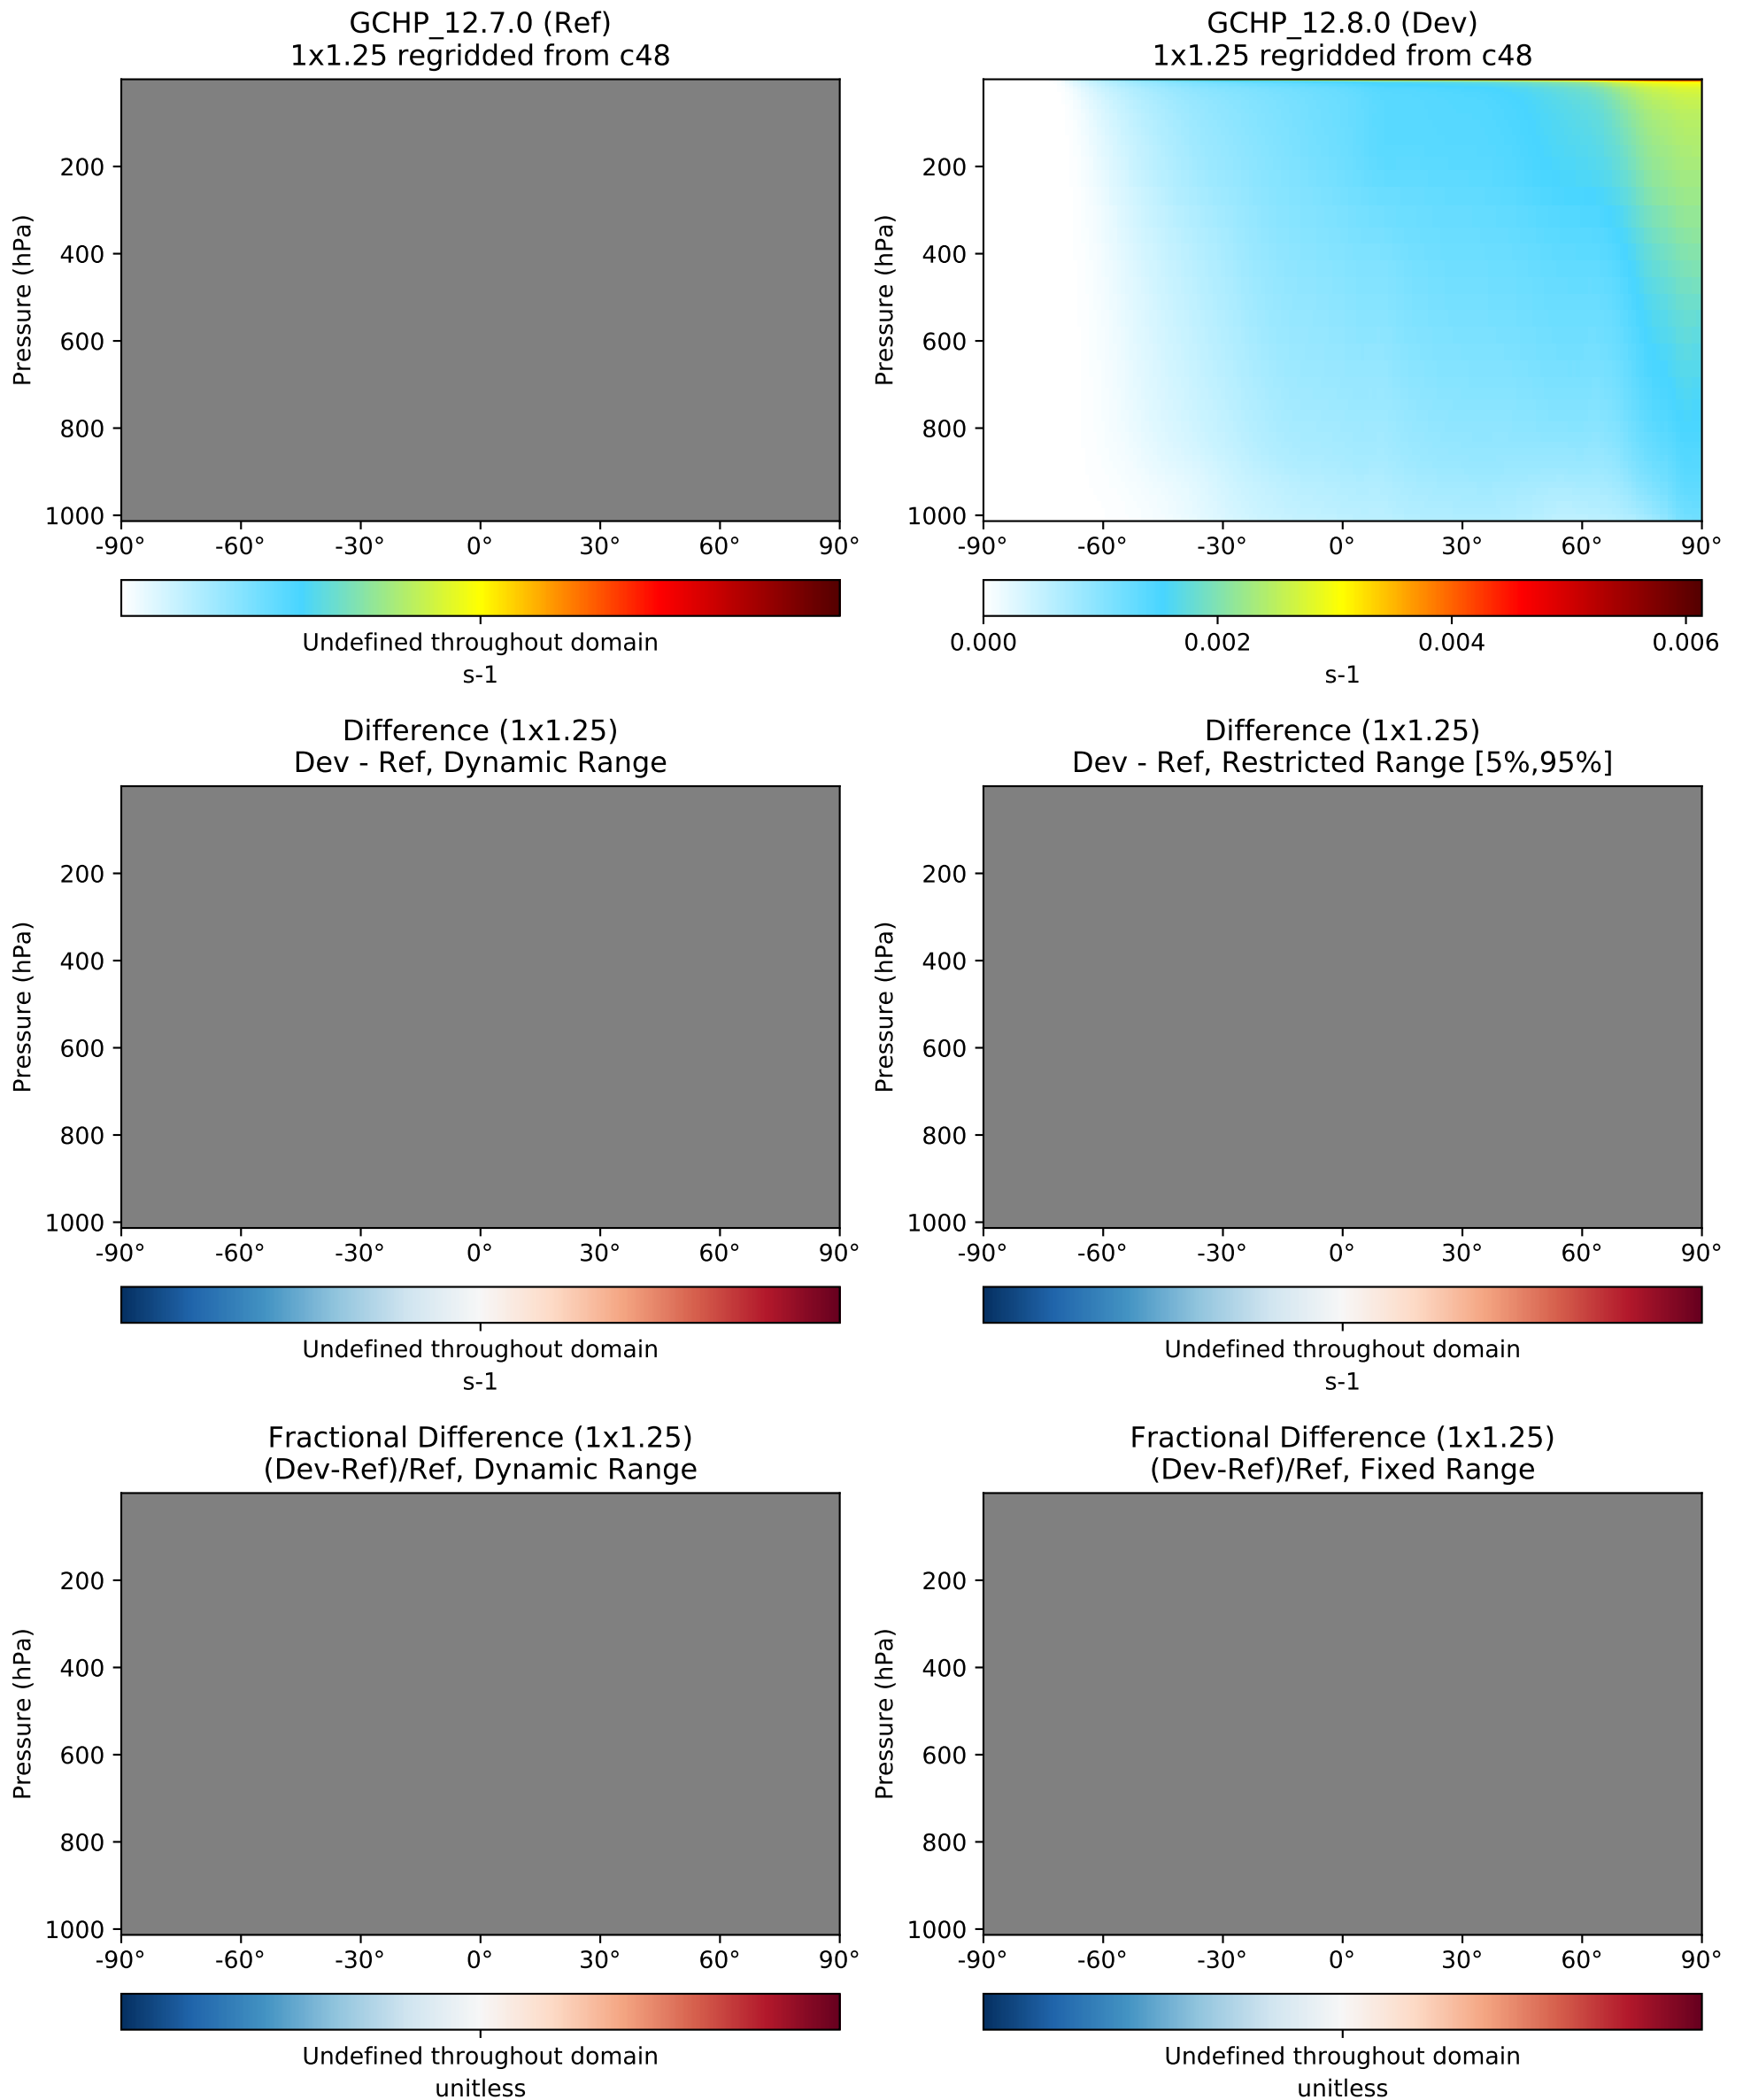 GCHP_12.7.0 (Ref)
1x1.25 regridded from c48
Pressure (hPa)
200
400
600
800
1000
-90° -60° -30° 0° 30° 60° 90°
Undefined throughout domain
s-1
GCHP_12.8.0 (Dev)
1x1.25 regridded from c48
Pressure (hPa)
200
400
600
800
1000
-90° -60° -30° 0° 30° 60° 90°
0.000 0.002 0.004 0.006
s-1
Difference (1x1.25)
Dev - Ref, Dynamic Range
Pressure (hPa)
200
400
600
800
1000
-90° -60° -30° 0° 30° 60° 90°
Undefined throughout domain
s-1
Difference (1x1.25)
Dev - Ref, Restricted Range [5%,95%]
Pressure (hPa)
200
400
600
800
1000
-90° -60° -30° 0° 30° 60° 90°
Undefined throughout domain
s-1
Fractional Difference (1x1.25)
(Dev-Ref)/Ref, Dynamic Range
Pressure (hPa)
200
400
600
800
1000
-90° -60° -30° 0° 30° 60° 90°
Undefined throughout domain
unitless
Fractional Difference (1x1.25)
(Dev-Ref)/Ref, Fixed Range
Pressure (hPa)
200
400
600
800
1000
-90° -60° -30° 0° 30° 60° 90°
Undefined throughout domain
unitless